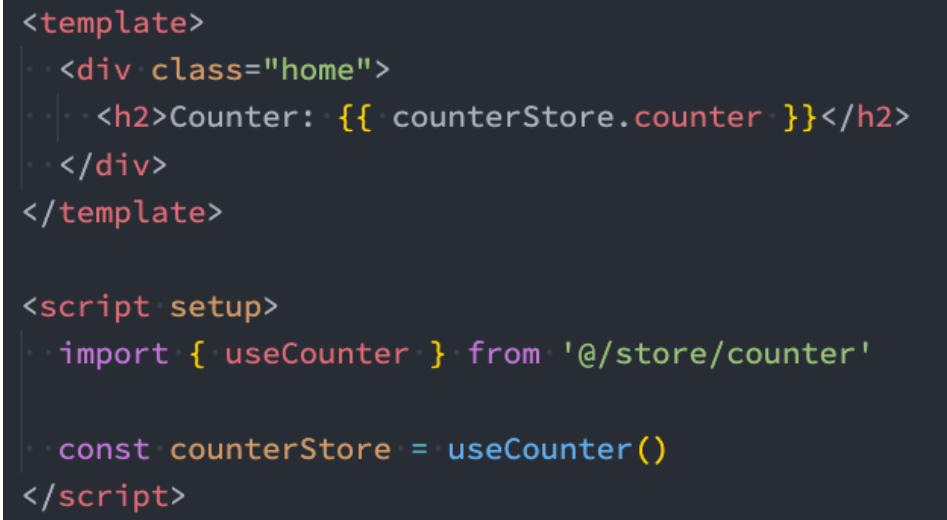 <template>
  <div class="home">
    <h2>Counter: {{ counterStore.counter }}</h2>
  </div>
</template>

<script setup>
  import { useCounter } from '@/store/counter'

  const counterStore = useCounter()
</script>